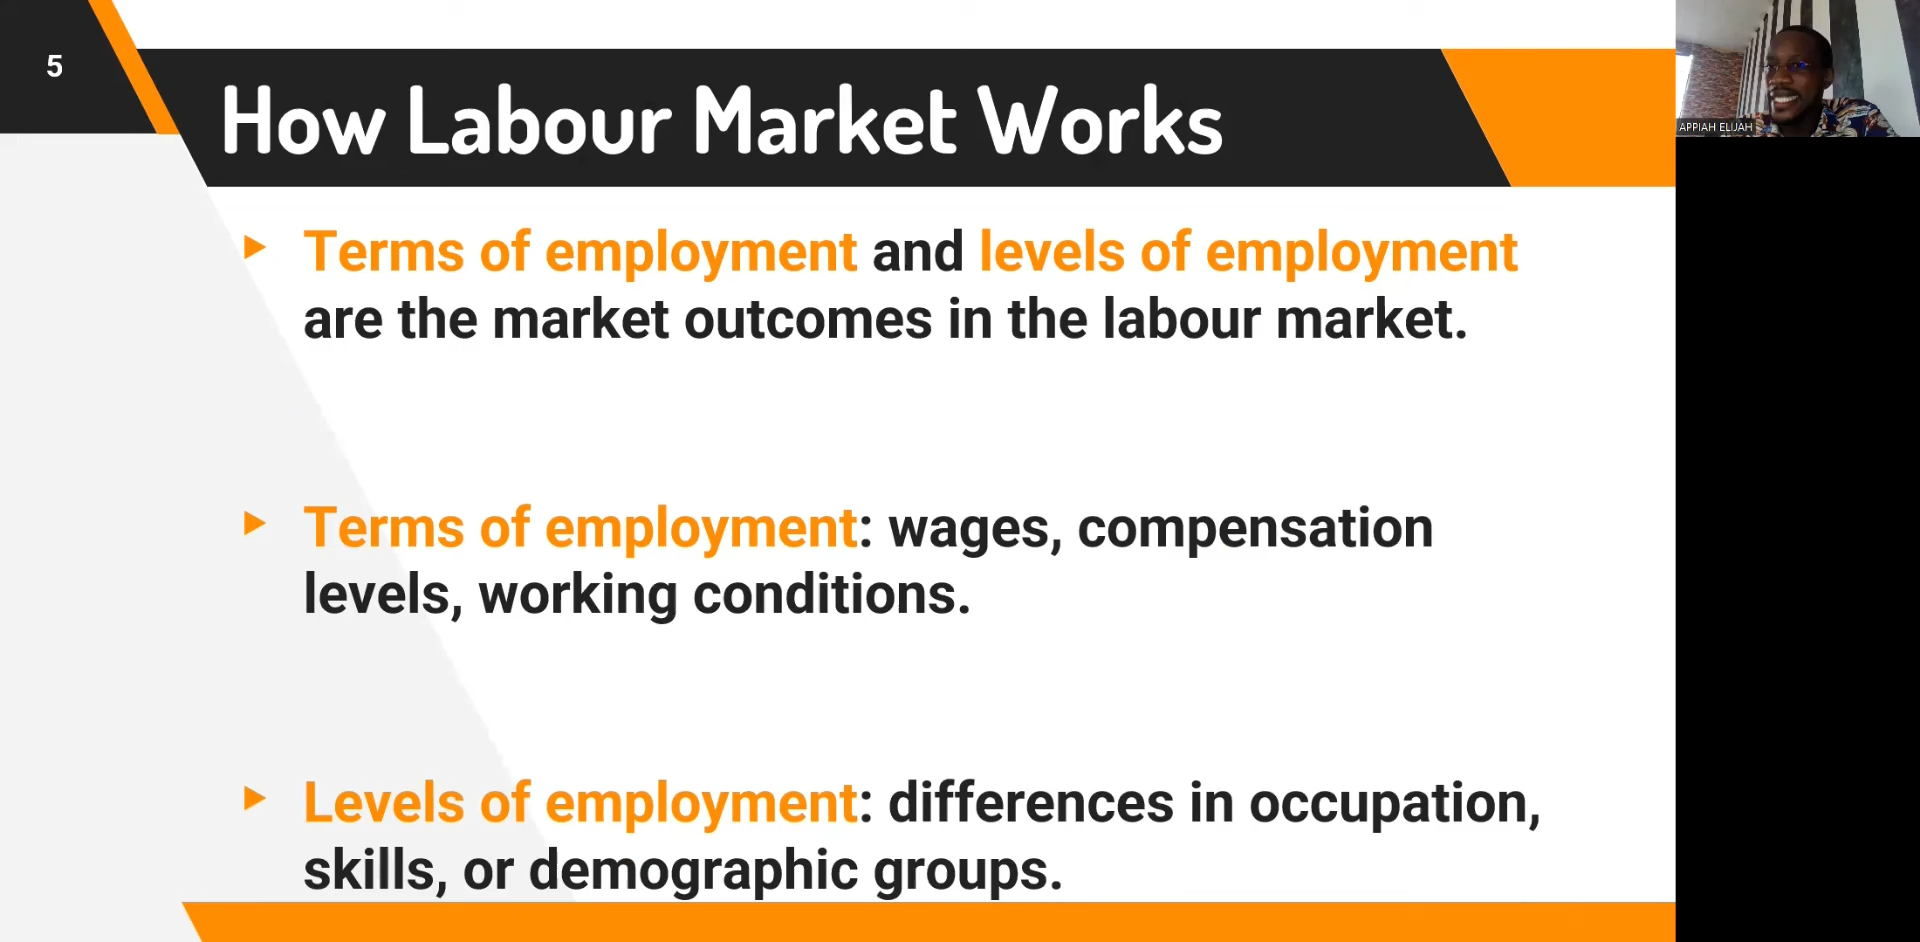 5
How Labour Market Works
Terms of employment and levels of employment
are the market outcomes in the labour market.
Terms of employment: wages, compensation
levels, working conditions.
Levels of employment: differences in occupation,
skills, or demographic groups.
APPIAH ELIJAH